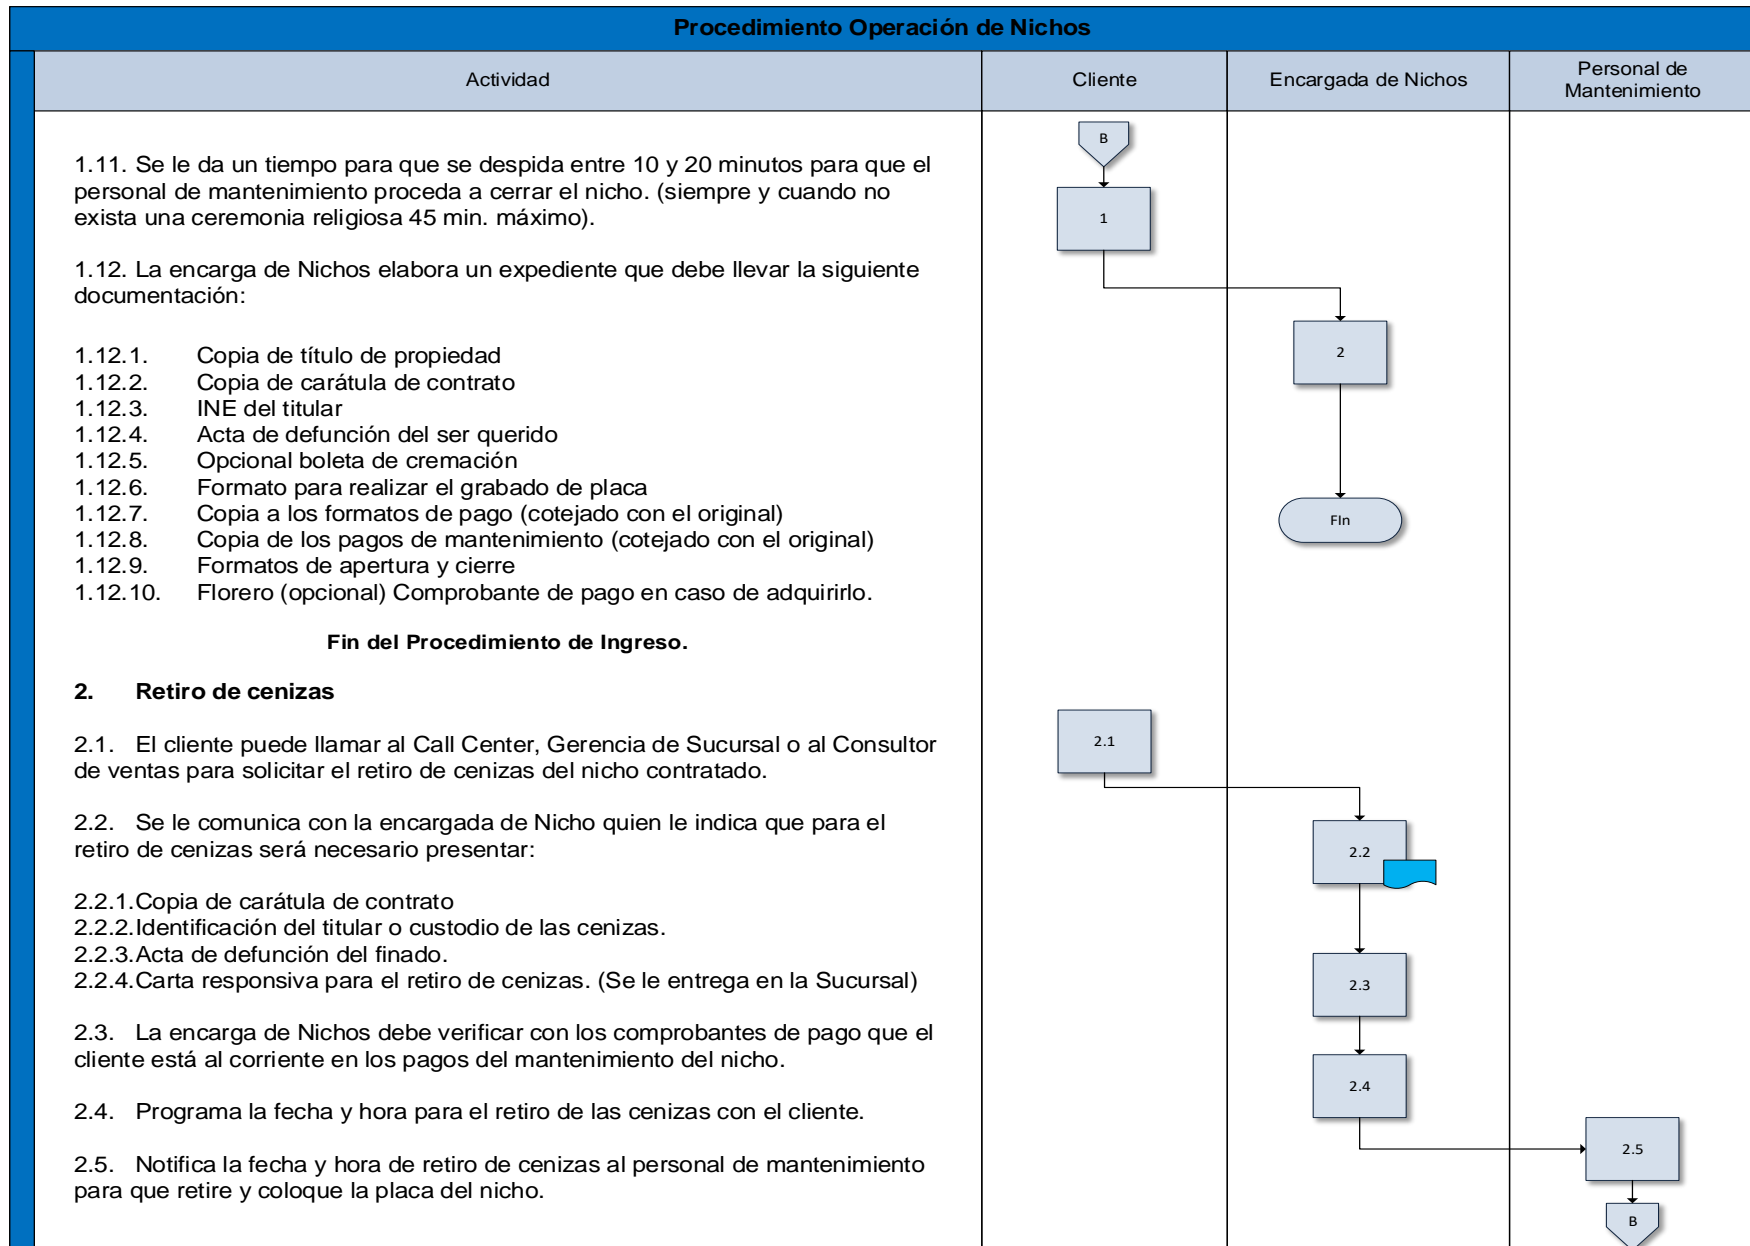 Procedimiento Operación de Nichos
Actividad
Cliente
Encargada de Nichos
Personal de
Mantenimiento
1.11. Se le da un tiempo para que se despida entre 10 y 20 minutos para que el
personal de mantenimiento proceda a cerrar el nicho. (siempre y cuando no
exista una ceremonia religiosa 45 min. máximo).
1.12. La encarga de Nichos elabora un expediente que debe llevar la siguiente
documentación:
1.12.1. Copia de título de propiedad
1.12.2. Copia de carátula de contrato
1.12.3. INE del titular
1.12.4. Acta de defunción del ser querido
1.12.5. Opcional boleta de cremación
1.12.6. Formato para realizar el grabado de placa
1.12.7. Copia a los formatos de pago (cotejado con el original)
1.12.8. Copia de los pagos de mantenimiento (cotejado con el original)
1.12.9. Formatos de apertura y cierre
1.12.10. Florero (opcional) Comprobante de pago en caso de adquirirlo.
Fin del Procedimiento de Ingreso.
2. Retiro de cenizas
2.1. El cliente puede llamar al Call Center, Gerencia de Sucursal o al Consultor
de ventas para solicitar el retiro de cenizas del nicho contratado.
2.2. Se le comunica con la encargada de Nicho quien le indica que para el
retiro de cenizas será necesario presentar:
2.2.1.Copia de carátula de contrato
2.2.2.Identificación del titular o custodio de las cenizas.
2.2.3.Acta de defunción del finado.
2.2.4.Carta responsiva para el retiro de cenizas. (Se le entrega en la Sucursal)
2.3. La encarga de Nichos debe verificar con los comprobantes de pago que el
cliente está al corriente en los pagos del mantenimiento del nicho.
2.4. Programa la fecha y hora para el retiro de las cenizas con el cliente.
2.5. Notifica la fecha y hora de retiro de cenizas al personal de mantenimiento
para que retire y coloque la placa del nicho.
B
1
2
FIn
2.1
2.2
2.3
2.4
2.5
B